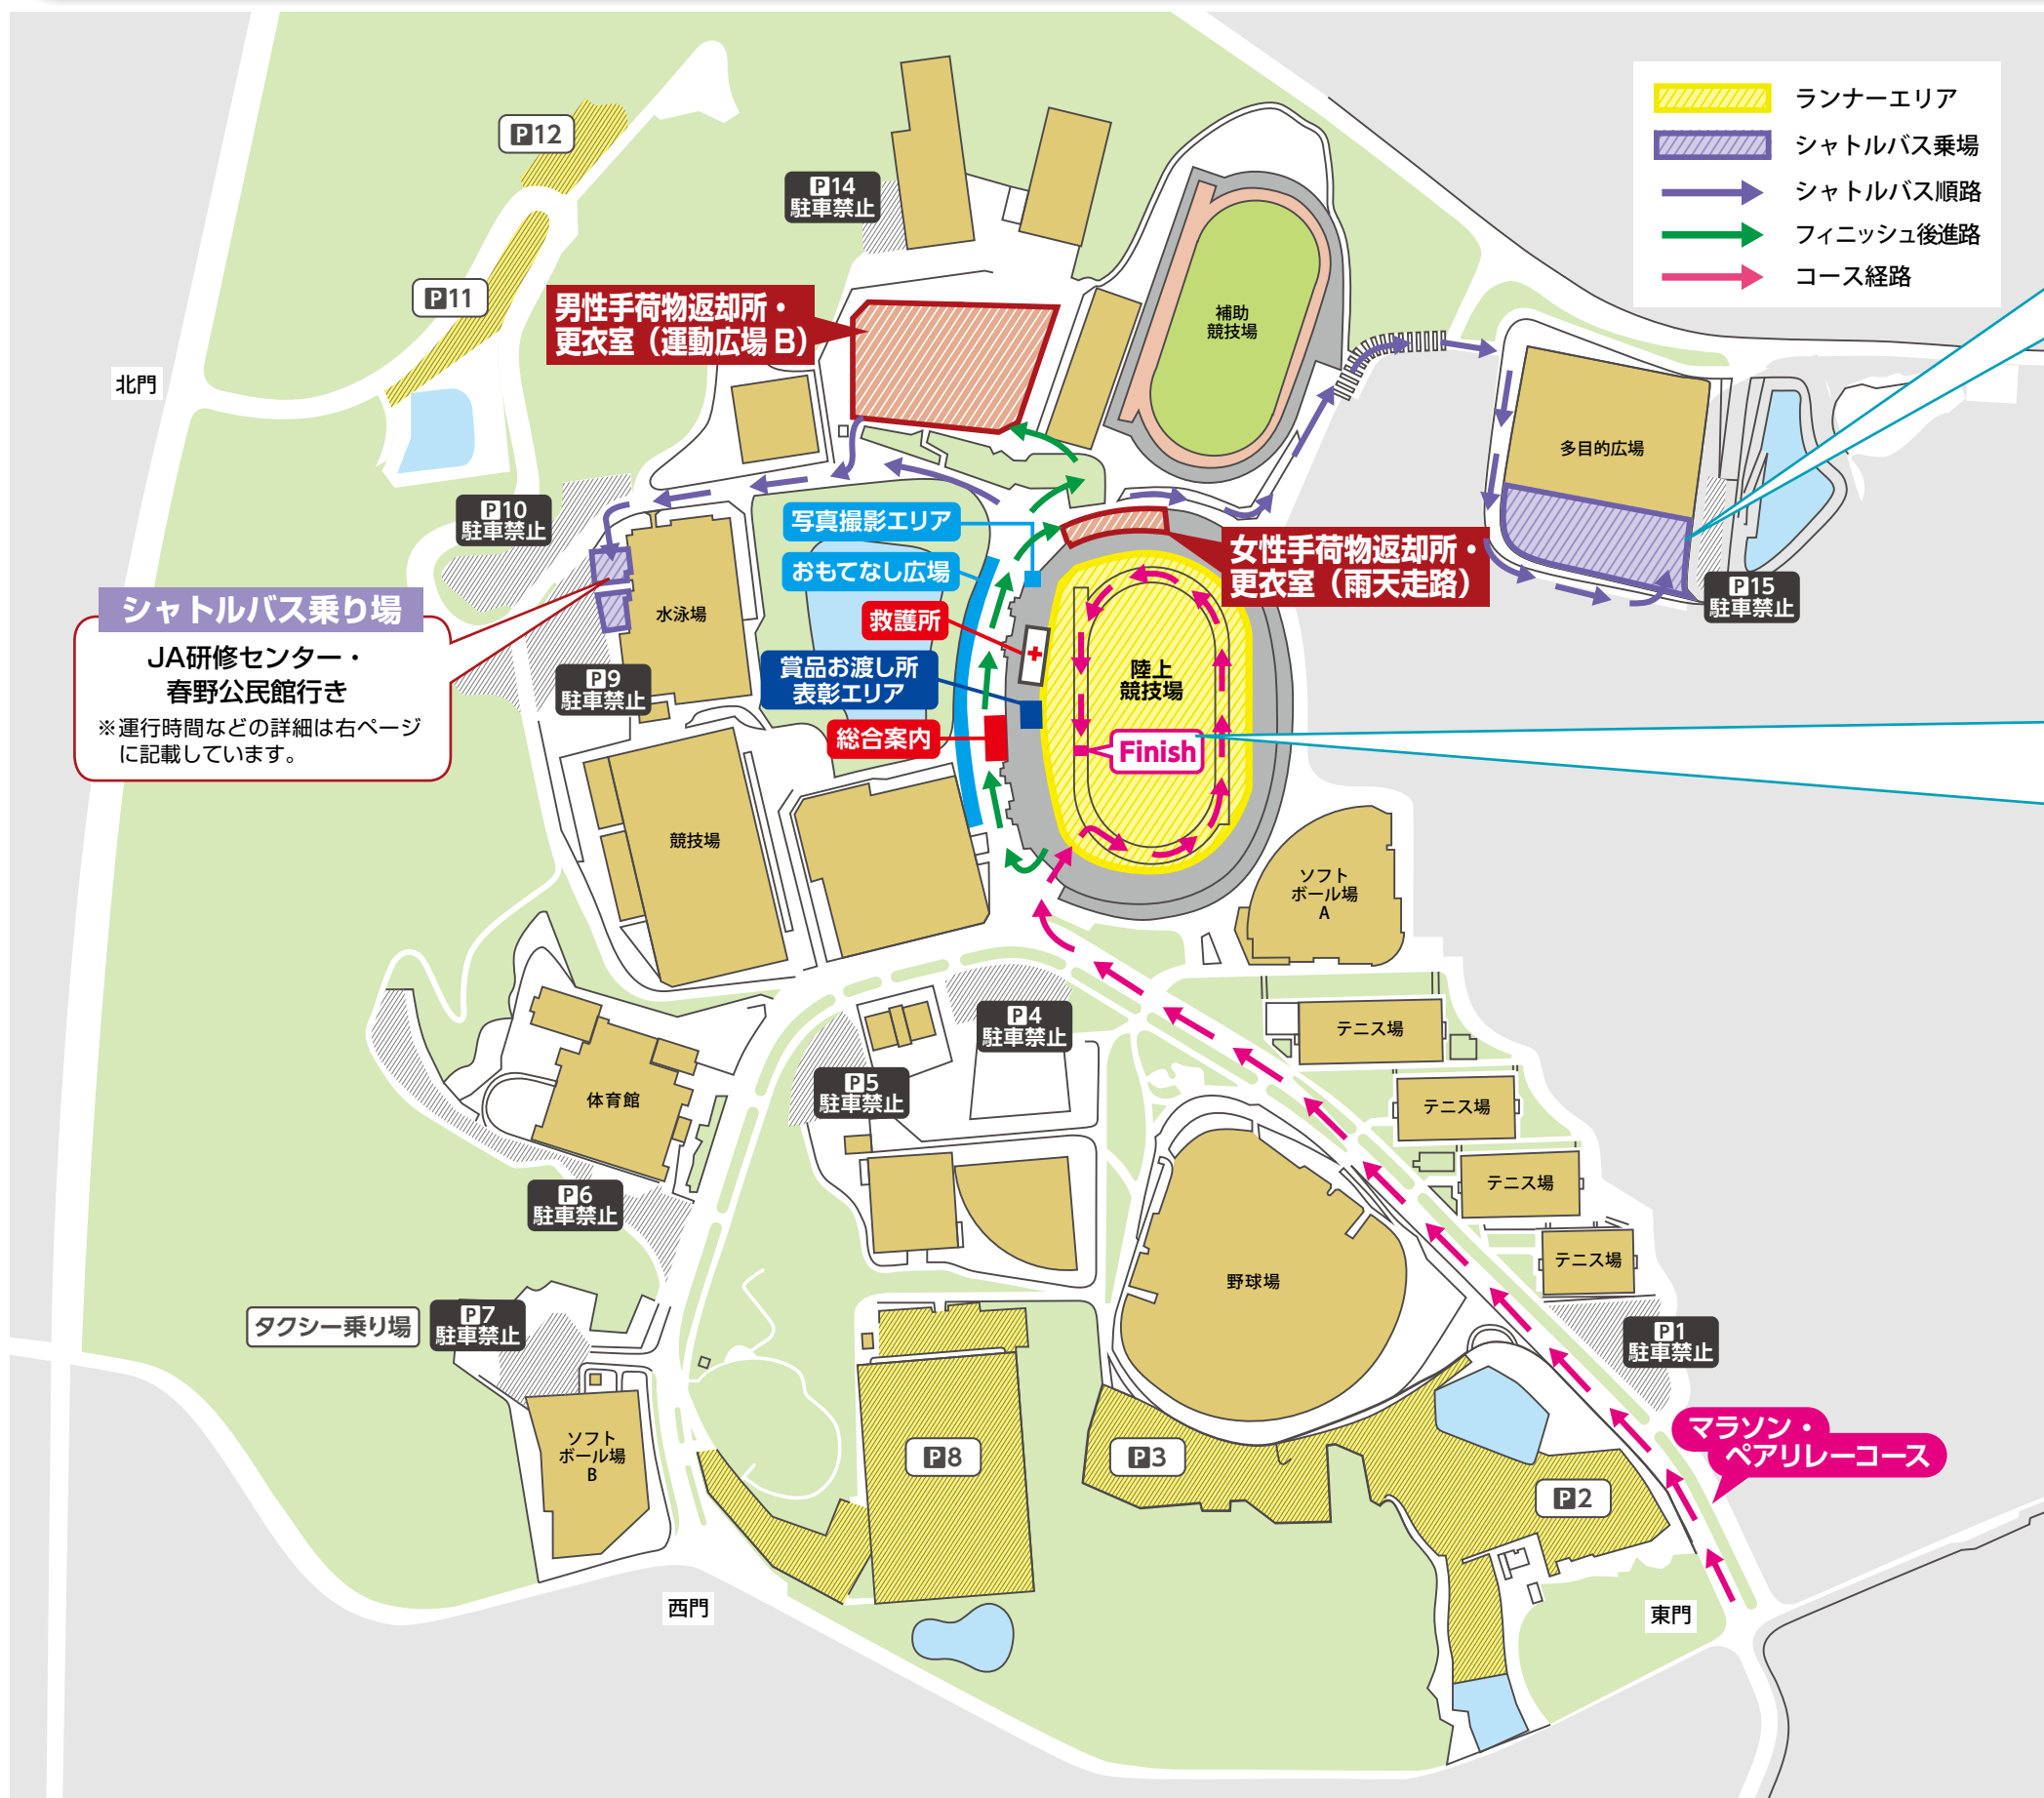 ランナーエリア
シャトルバス乗場
シャトルバス順路
フィニッシュ後進路
コース経路
P12
P14
駐車禁止
P11
男性手荷物返却所・
更衣室（運動広場 B）
補助
競技場
北門
多目的広場
P10
駐車禁止
写真撮影エリア
おもてなし広場
女性手荷物返却所・
更衣室（雨天走路）
P15
駐車禁止
シャトルバス乗り場
JA研修センター・
春野公民館行き
※運行時間などの詳細は右ページ
に記載しています。
水泳場
救護所
P9
駐車禁止
賞品お渡し所
表彰エリア
陸上
競技場
総合案内
Finish
競技場
ソフト
ボール場
A
P4
駐車禁止
テニス場
P5
駐車禁止
体育館
テニス場
テニス場
P6
駐車禁止
テニス場
野球場
タクシー乗り場
P7
駐車禁止
P1
駐車禁止
マラソン・
ペアリレーコース
ソフト
ボール場
B
P8
P3
P2
西門
東門